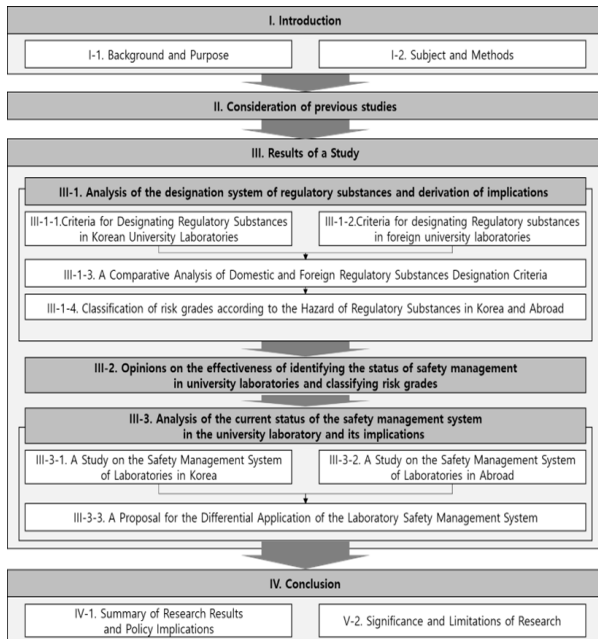 I. Introduction
I-1. Background and Purpose
I-2. Subject and Methods
II. Consideration of previous studies
III. Results of a Study
III-1. Analysis of the designation system of regulatory substances and derivation of implications
III-1-1.Criteria for Designating Regulatory Substances
in Korean University Laboratories
III-1-2.Criteria for designating Regulatory substances
in foreign university laboratories
III-1-3. A Comparative Analysis of Domestic and Foreign Regulatory Substances Designation Criteria
III-1-4. Classification of risk grades according to the Hazard of Regulatory Substances in Korea and Abroad
III-2. Opinions on the effectiveness of identifying the status of safety management
in university laboratories and classifying risk grades
III-3. Analysis of the current status of the safety management system
in the university laboratory and its implications
III-3-1. A Study on the Safety Management System
of Laboratories in Korea
III-3-2. A Study on the Safety Management System
of Laboratories in Abroad
III-3-3. A Proposal for the Differential Application of the Laboratory Safety Management System
IV. Conclusion
IV-1. Summary of Research Results
and Policy Implications
V-2. Significance and Limitations of Research